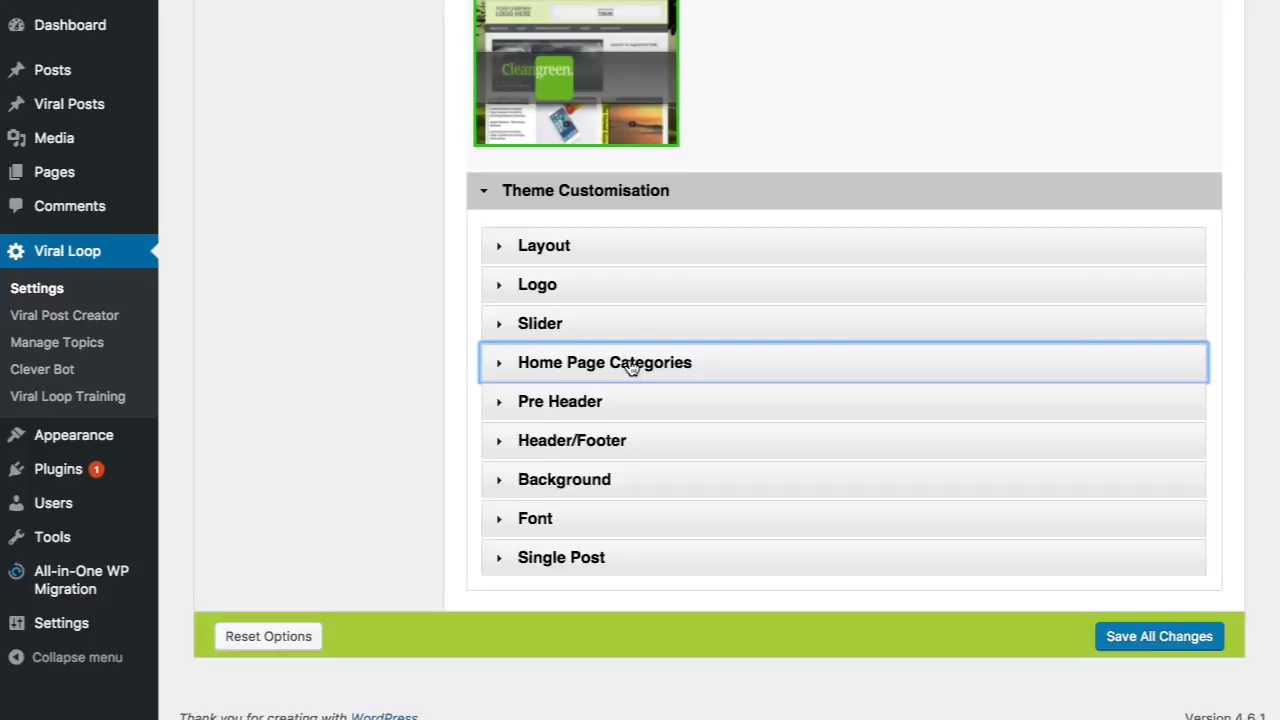 Dashboard
Posts
Viral Posts
Media
Pages
Comments
Viral Loop
Settings
Viral Post Creator
Manage Topics
Clever Bot
Viral Loop Training
Appearance
Plugins 1
Users
Tools
All-in-One WP
Migration
Settings
Collapse menu
Cleangreen.
Theme Customisation
Layout
Logo
Slider
Home Page Categories
Pre Header
Header/Footer
Background
Font
Single Post
Reset Options
Save All Changes
Thank you for creating with WordPress
Version 4.6.1